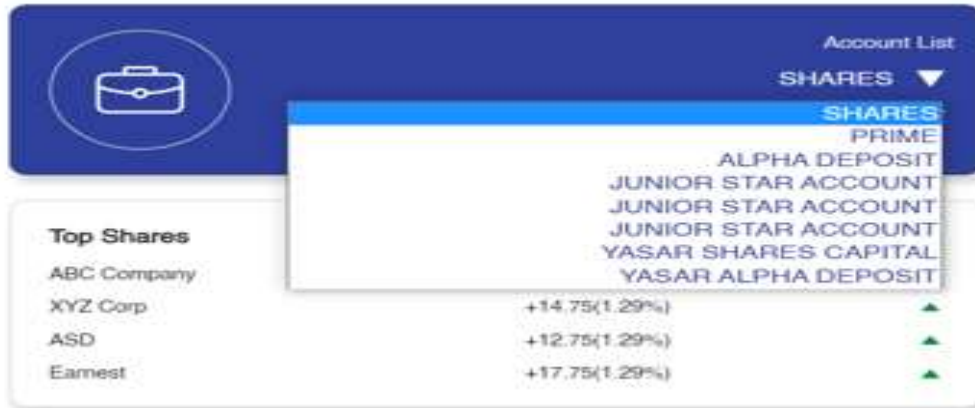 Account List
SHARES
SHARES
PRIME
ALPHA DEPOSIT
JUNIOR STAR ACCOUNT
JUNIOR STAR ACCOUNT
JUNIOR STAR ACCOUNT
YASAR SHARES CAPITAL
YASAR ALPHA DEPOSIT
Top Shares
ABC Company
XYZ Corp +14.75(1.29%)
ASD +12.75(1.29%)
Earnest +17.75(1.29%)